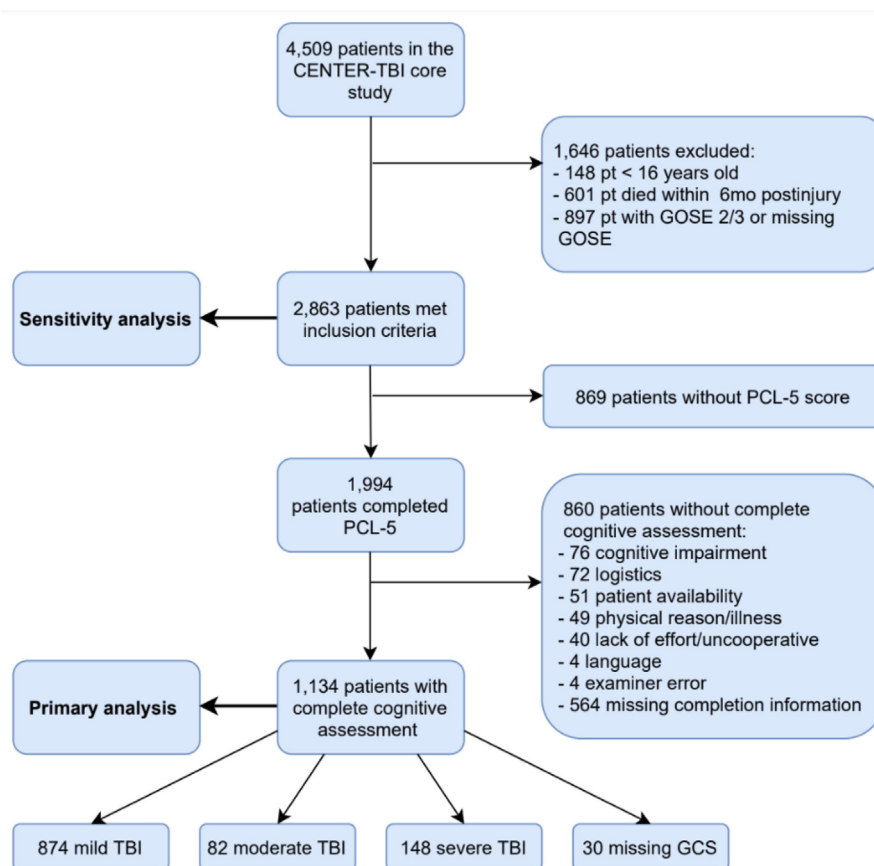 4,509 patients in the
CENTER-TBI core
study
1,646 patients excluded:
- 148 pt < 16 years old
- 601 pt died within 6mo postinjury
- 897 pt with GOSE 2/3 or missing
GOSE
Sensitivity analysis
2,863 patients met
inclusion criteria
869 patients without PCL-5 score
1,994
patients completed
PCL-5
860 patients without complete
cognitive assessment:
- 76 cognitive impairment
- 72 logistics
- 51 patient availability
- 49 physical reason/illness
- 40 lack of effort/uncooperative
- 4 language
- 4 examiner error
- 564 missing completion information
Primary analysis
1,134 patients with
complete cognitive
assessment
874 mild TBI
82 moderate TBI
148 severe TBI
30 missing GCS